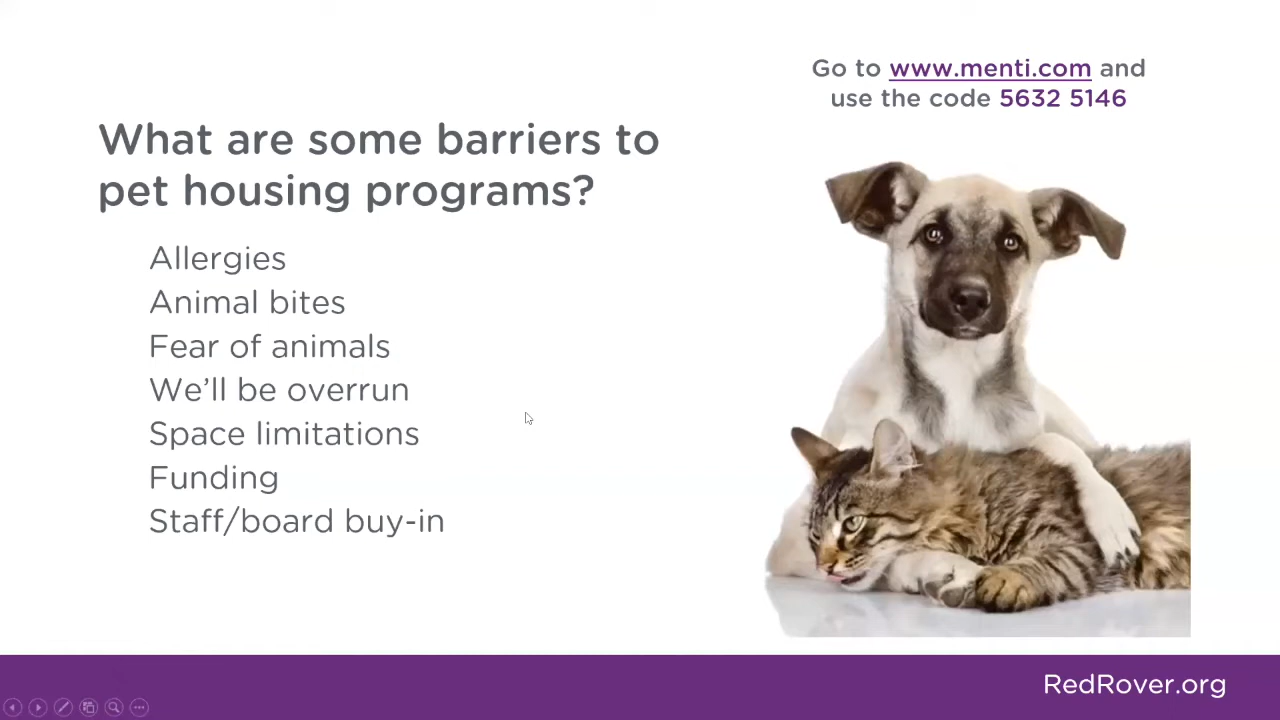 Go to www.menti.com and
use the code 5632 5146
What are some barriers to
pet housing programs?
Allergies
Animal bites
Fear of animals
We’ll be overrun
Space limitations
Funding
Staff/board buy-in
RedRover.org